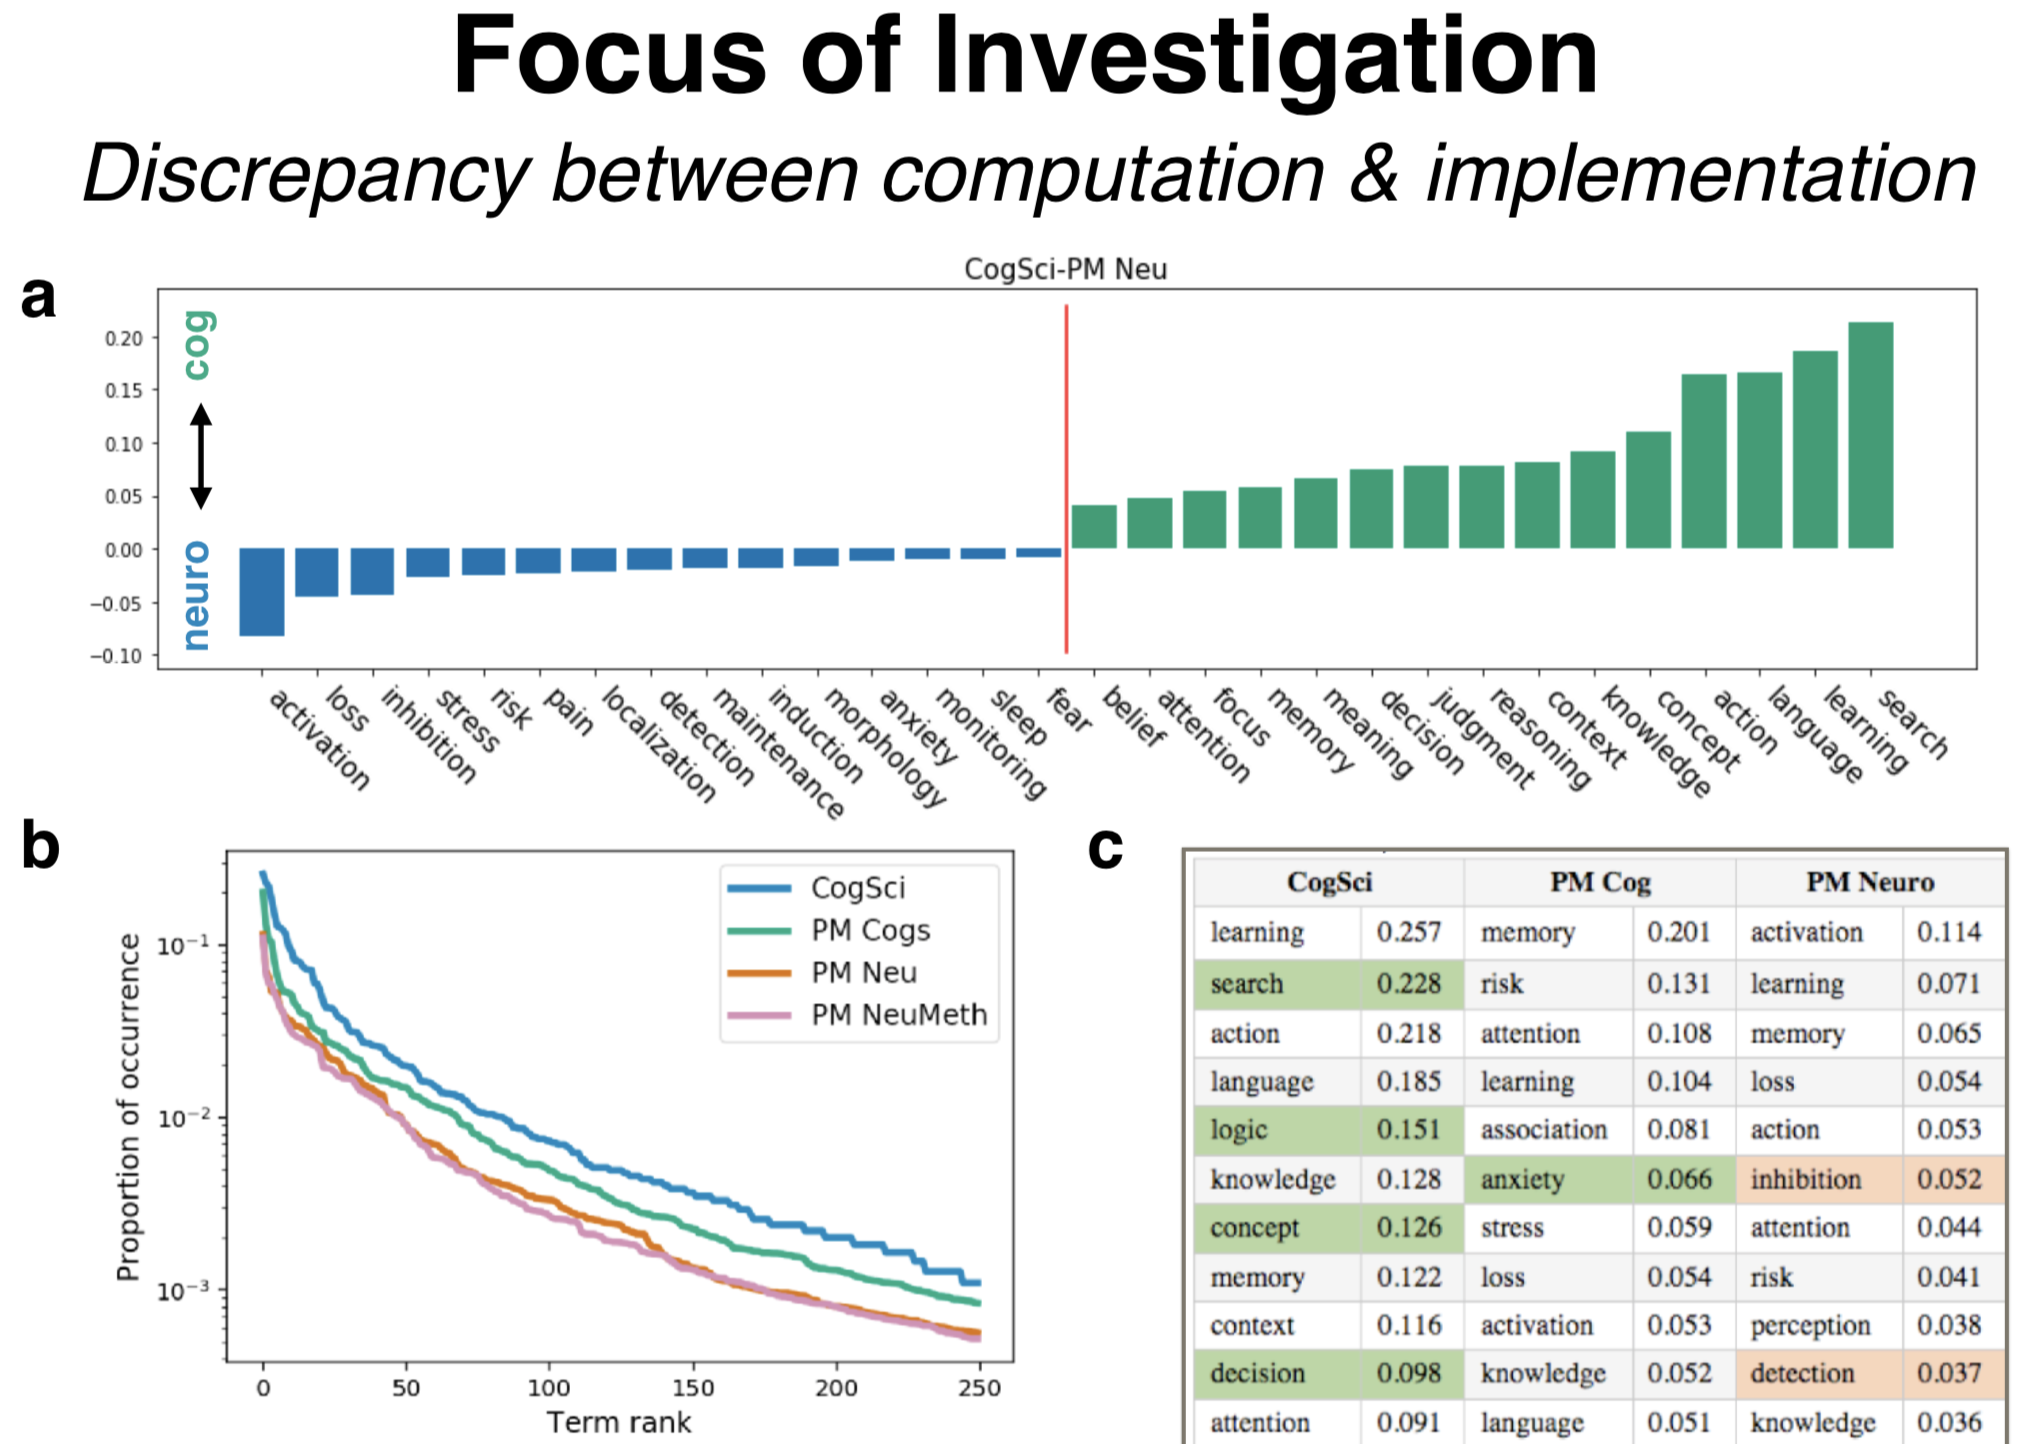 Focus of Investigation
Discrepancy between computation & implementation
a
CogSci-PM Neu
cog
neuro
0.20
0.15
0.10
0.05
0.00
−0.05
−0.10
activation
loss
inhibition
stress
risk
pain
localization
detection
maintenance
induction
morphology
anxiety
monitoring
sleep
fear
belief
attention
focus
memory
meaning
decision
judgment
reasoning
context
knowledge
concept
action
language
learning
search
b
Proportion of occurrence
10⁻¹
10⁻²
10⁻³
CogSci
PM Cogs
PM Neu
PM NeuMeth
0 50 100 150 200 250
Term rank
c
CogSci PM Cog PM Neuro
learning 0.257 memory 0.201 activation 0.114
search 0.228 risk 0.131 learning 0.071
action 0.218 attention 0.108 memory 0.065
language 0.185 learning 0.104 loss 0.054
logic 0.151 association 0.081 action 0.053
knowledge 0.128 anxiety 0.066 inhibition 0.052
concept 0.126 stress 0.059 attention 0.044
memory 0.122 loss 0.054 risk 0.041
context 0.116 activation 0.053 perception 0.038
decision 0.098 knowledge 0.052 detection 0.037
attention 0.091 language 0.051 knowledge 0.036